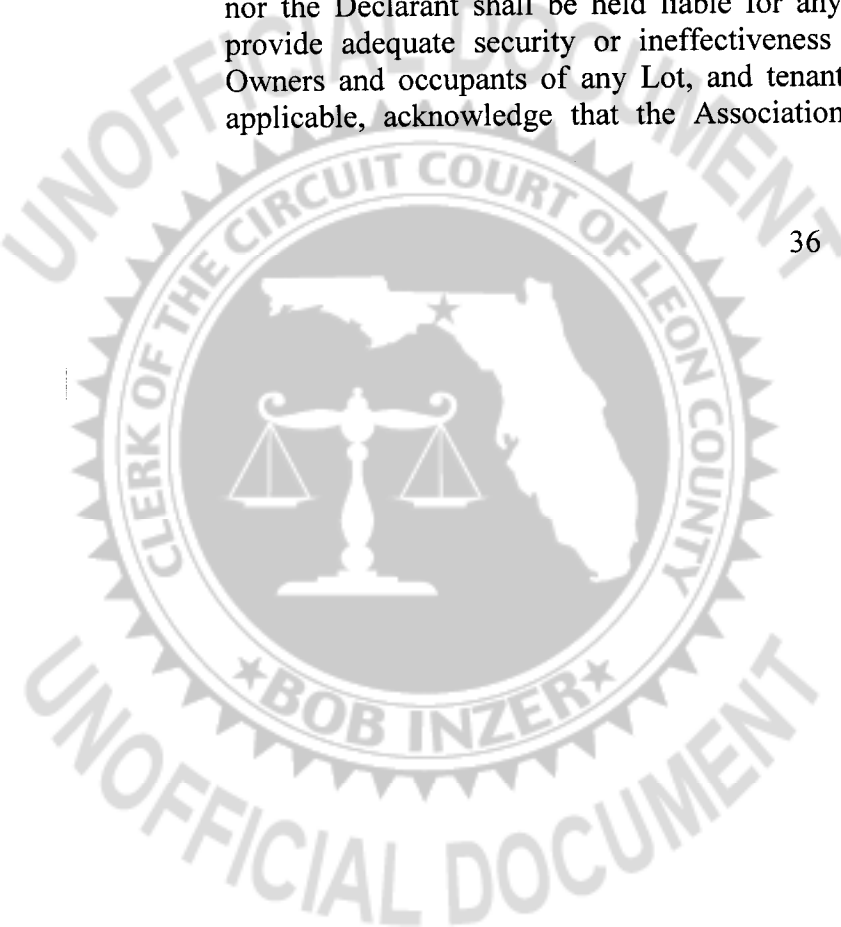 nor the Declarant shall be held liable for any
provide adequate security or ineffectiveness
Owners and occupants of any Lot, and tenant
applicable, acknowledge that the Association
36
UNOFFICIAL DOCUMENT
CLERK OF THE CIRCUIT COURT OF LEON COUNTY
★BOB INZER★
UNOFFICIAL DOCUMENT